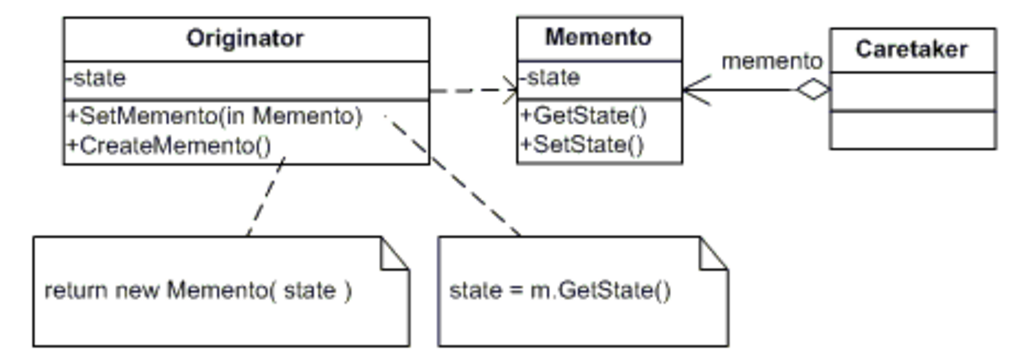 Originator
-state
+SetMemento(in Memento)
+CreateMemento()
Memento
-state
+GetState()
+SetState()
memento
Caretaker
return new Memento( state )
state = m.GetState()